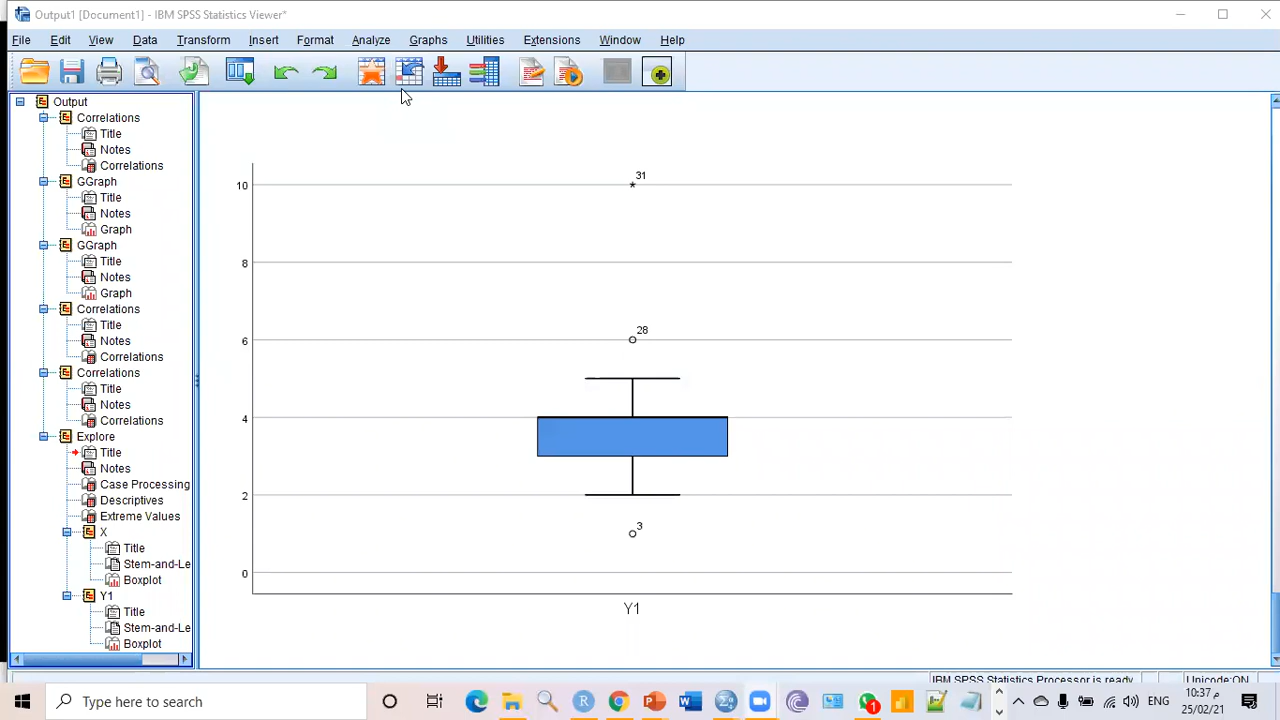 Output1 [Document1] - IBM SPSS Statistics Viewer*
File Edit View Data Transform Insert Format Analyze Graphs Utilities Extensions Window Help
Output
Correlations
Title
Notes
Correlations
GGraph
Title
Notes
Graph
GGraph
Title
Notes
Graph
Correlations
Title
Notes
Correlations
Correlations
Title
Notes
Correlations
Explore
Title
Notes
Case Processing
Descriptives
Extreme Values
X
Title
Stem-and-Le
Boxplot
Y1
Title
Stem-and-Le
Boxplot
31
10
8
28
6
4
2
3
0
Y1
IBM SPSS Statistics Processor is ready
Unicode:ON
Type here to search
1
ENG
10:37 م
25/02/21